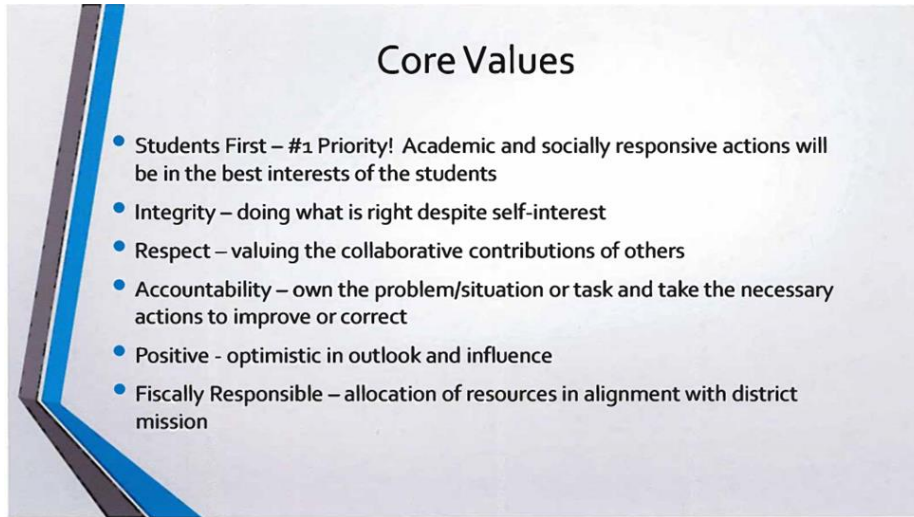 Core Values
• Students First – #1 Priority! Academic and socially responsive actions will
be in the best interests of the students
• Integrity – doing what is right despite self-interest
• Respect – valuing the collaborative contributions of others
• Accountability – own the problem/situation or task and take the necessary
actions to improve or correct
• Positive - optimistic in outlook and influence
• Fiscally Responsible – allocation of resources in alignment with district
mission